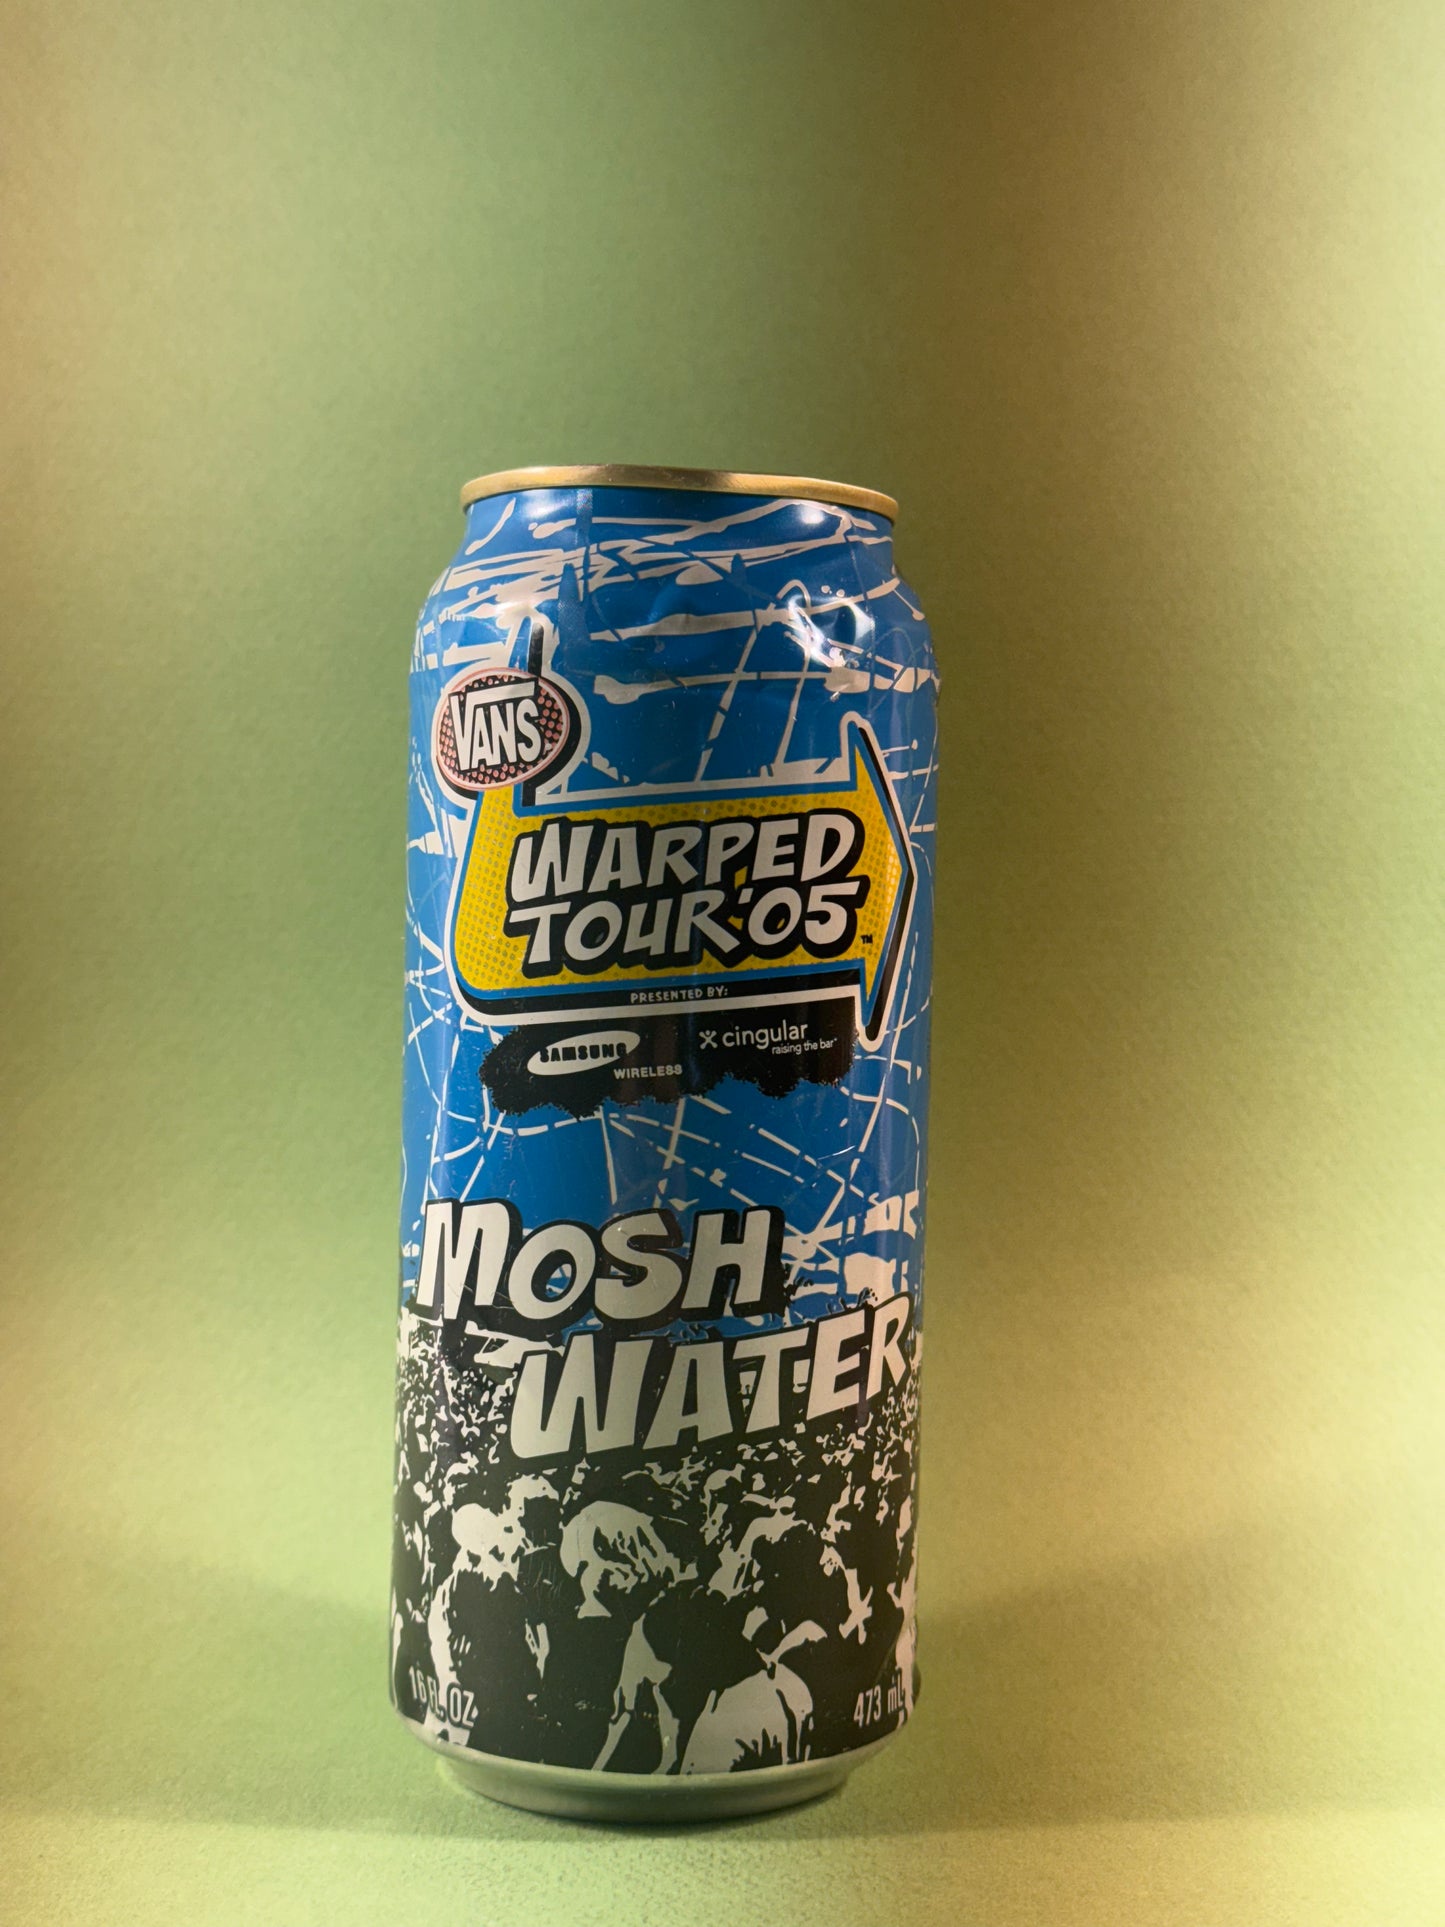 VANS
WARPED
TOUR '05 ™
PRESENTED BY:
SAMSUNG
WIRELESS
cingular
raising the bar
MOSH
WATER
16 FL. OZ.
473 mL